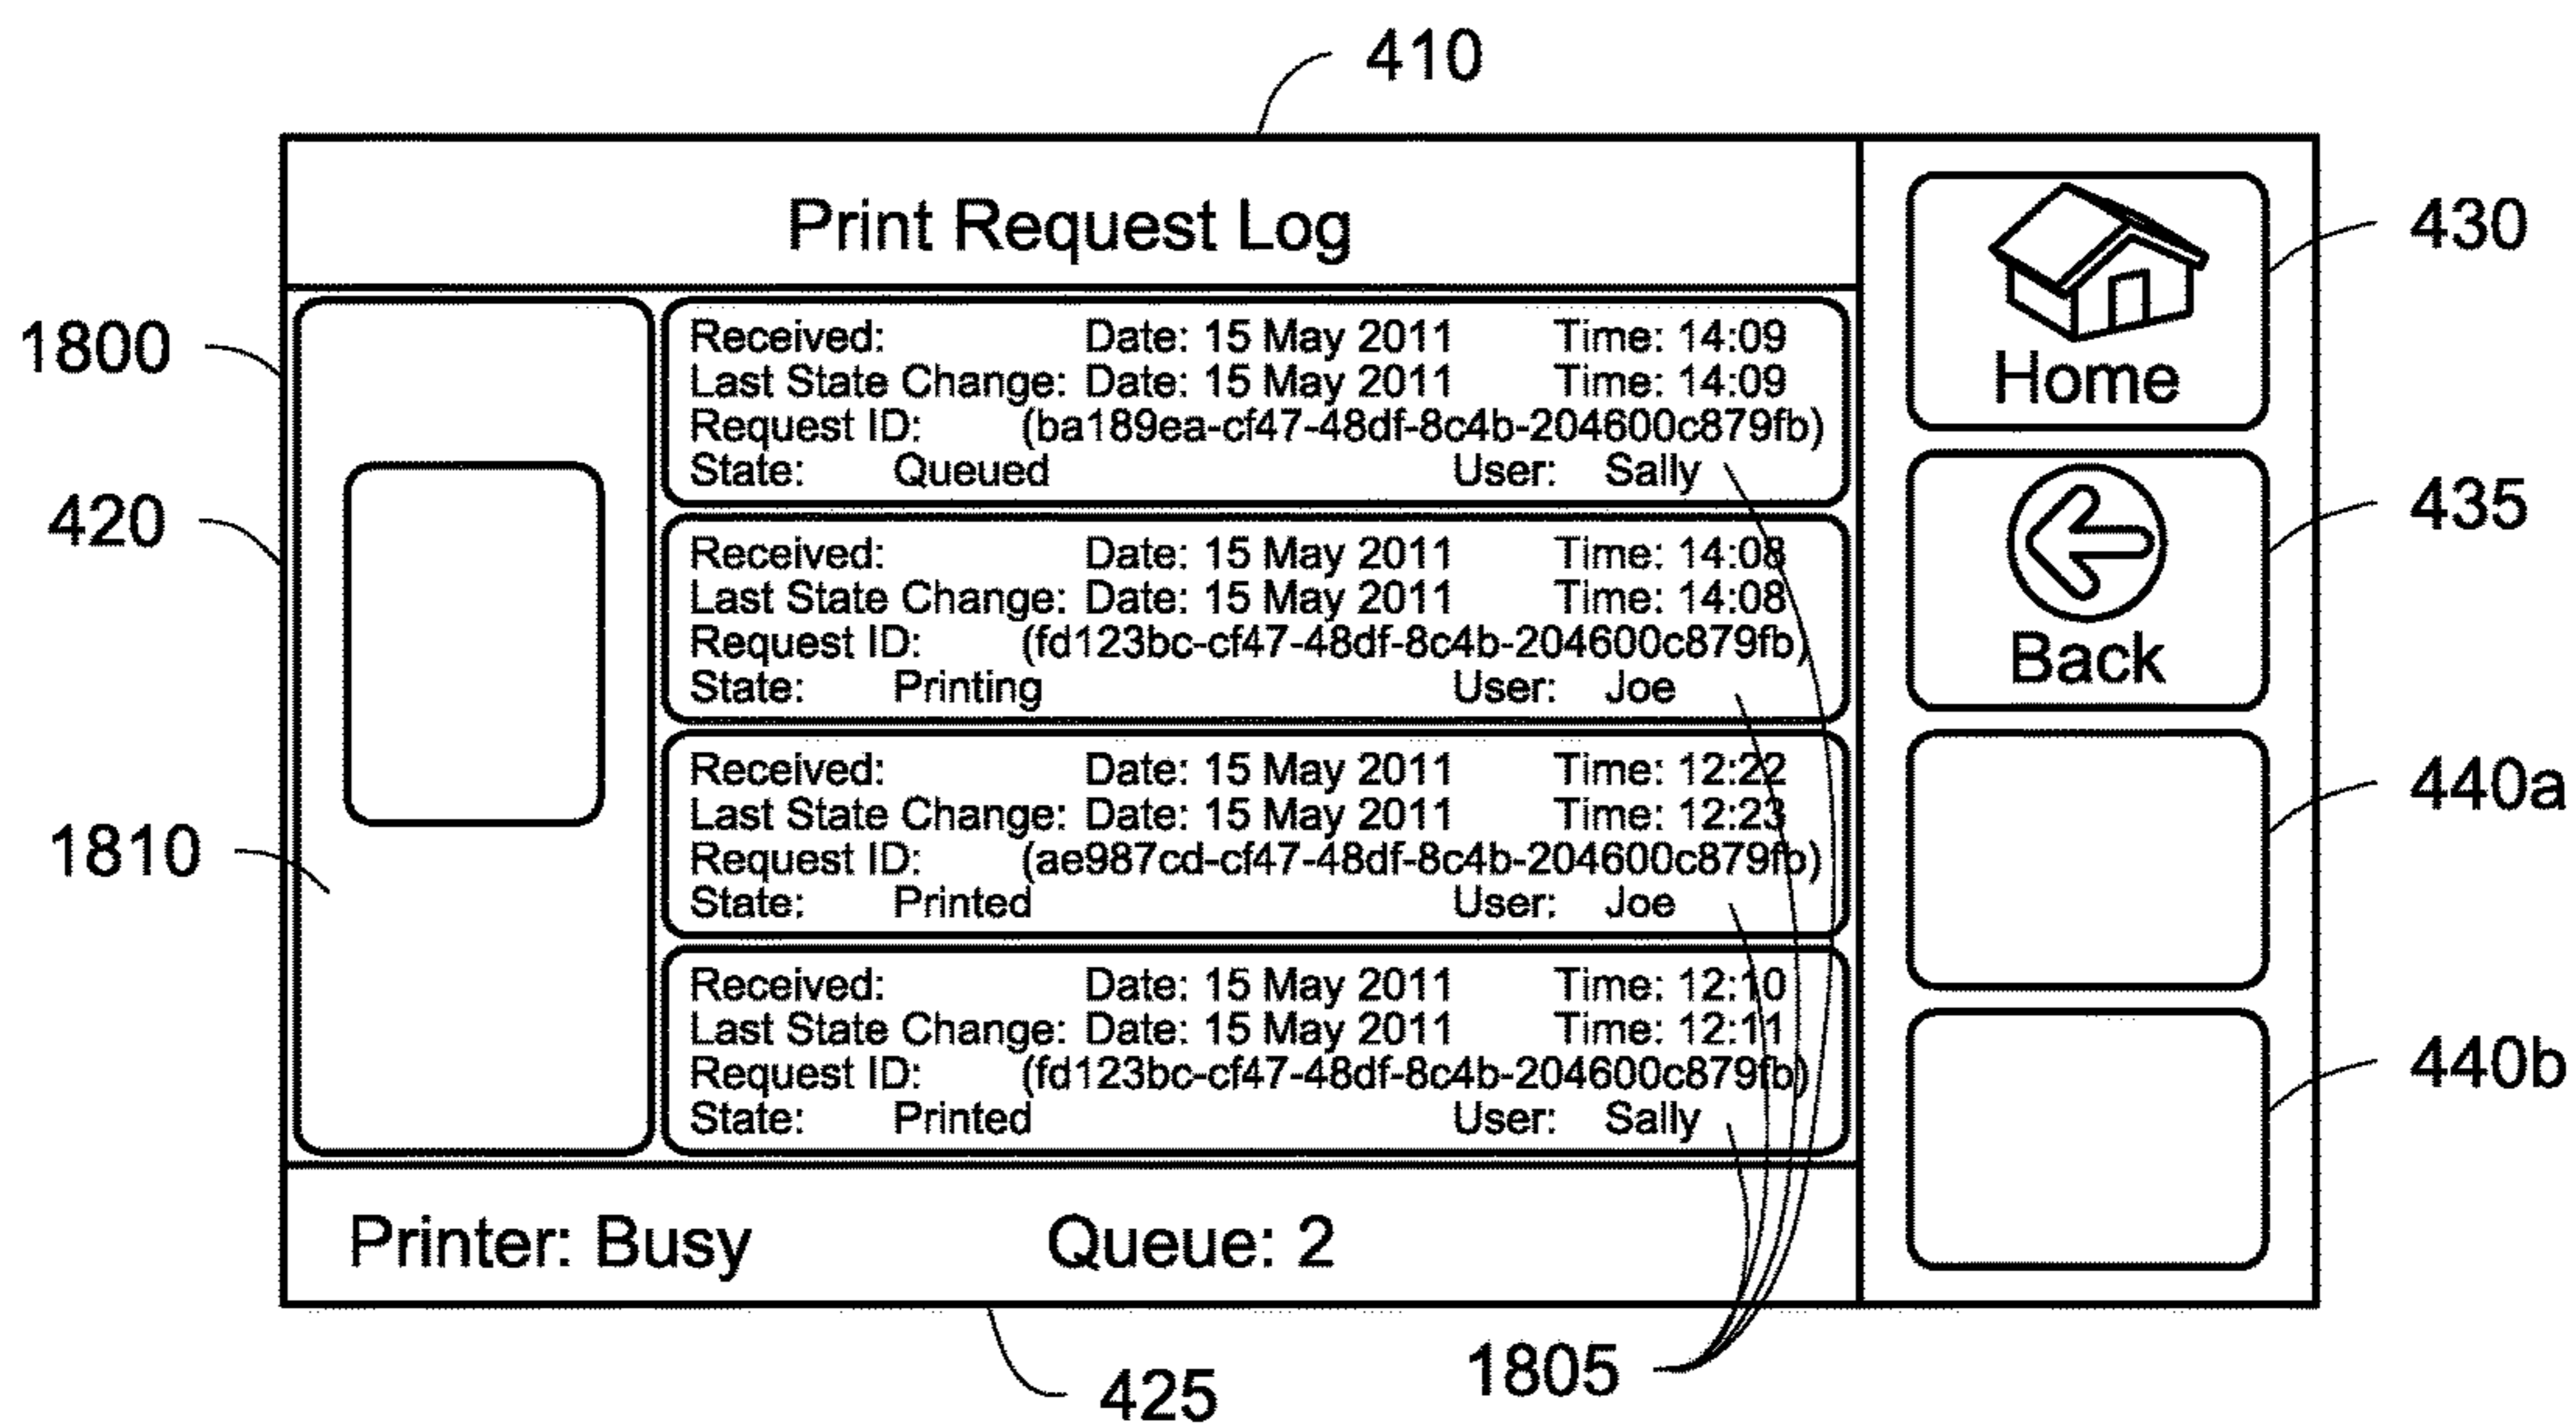 410
Print Request Log
430
1800
Received: Date: 15 May 2011 Time: 14:09
Last State Change: Date: 15 May 2011 Time: 14:09
Request ID: (ba189ea-cf47-48df-8c4b-204600c879fb)
State: Queued User: Sally
Home
420
435
Received: Date: 15 May 2011 Time: 14:08
Last State Change: Date: 15 May 2011 Time: 14:08
Request ID: (fd123bc-cf47-48df-8c4b-204600c879fb)
State: Printing User: Joe
Back
1810
440a
Received: Date: 15 May 2011 Time: 12:22
Last State Change: Date: 15 May 2011 Time: 12:23
Request ID: (ae987cd-cf47-48df-8c4b-204600c879fb)
State: Printed User: Joe
440b
Received: Date: 15 May 2011 Time: 12:10
Last State Change: Date: 15 May 2011 Time: 12:11
Request ID: (fd123bc-cf47-48df-8c4b-204600c879fb)
State: Printed User: Sally
Printer: Busy Queue: 2
425
1805